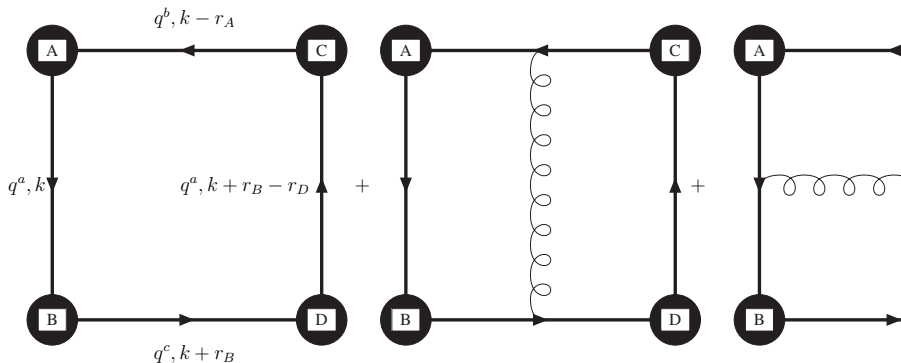 q^b, k − r_A
A C A C A
q^a, k q^a, k + r_B − r_D + +
B D B D B
q^c, k + r_B